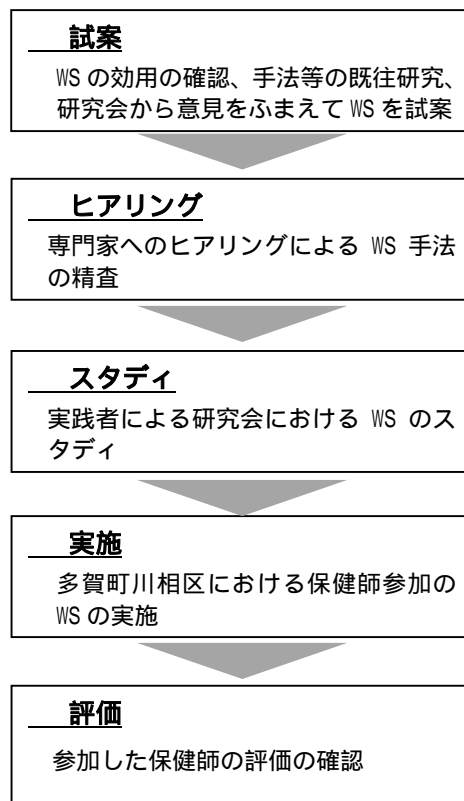 試案
WSの効用の確認、手法等の既往研究、
研究会から意見をふまえてWSを試案
ヒアリング
専門家へのヒアリングによる WS 手法
の精査
スタディ
実践者による研究会における WS のス
タディ
実施
多賀町川相区における保健師参加の
WSの実施
評価
参加した保健師の評価の確認